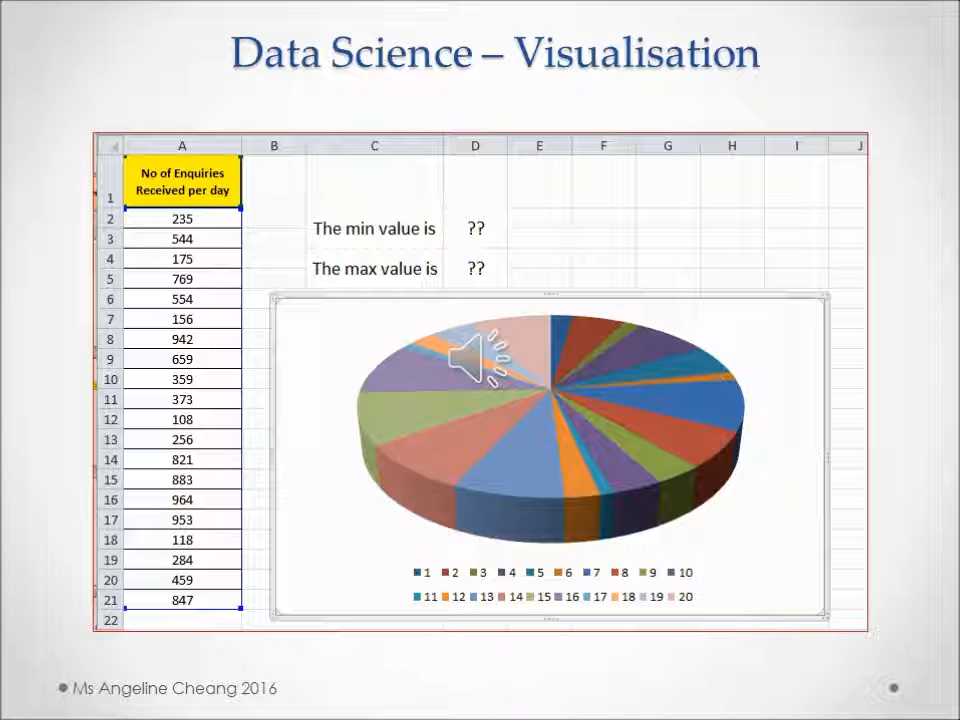 Data Science – Visualisation
A B C D E F G H I J
1 No of Enquiries
Received per day
2 235
3 544
The min value is ??
4 175
The max value is ??
5 769
6 554
7 156
8 942
9 659
10 359
11 373
12 108
13 256
14 821
15 883
16 964
17 953
18 118
19 284
20 459
21 847
22
1 2 3 4 5 6 7 8 9 10
11 12 13 14 15 16 17 18 19 20
Ms Angeline Cheang 2016